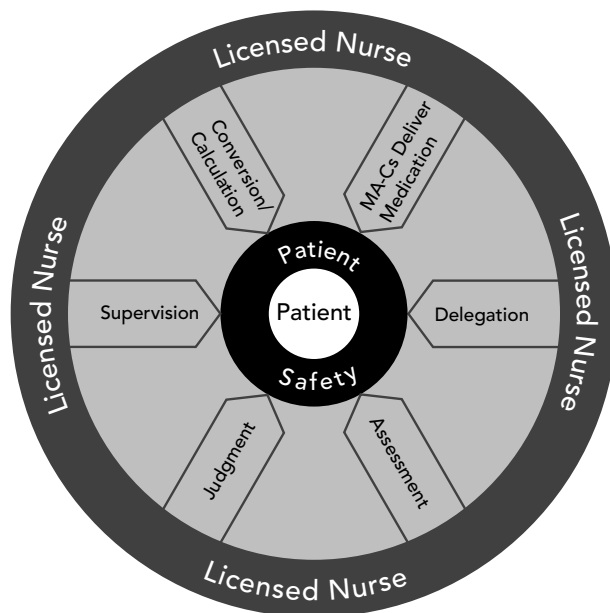 Licensed Nurse
Conversion/
Calculation
MA-Cs Deliver
Medication
Licensed Nurse
Patient
Licensed Nurse
Supervision
Patient
Delegation
Safety
Judgment
Assessment
Licensed Nurse